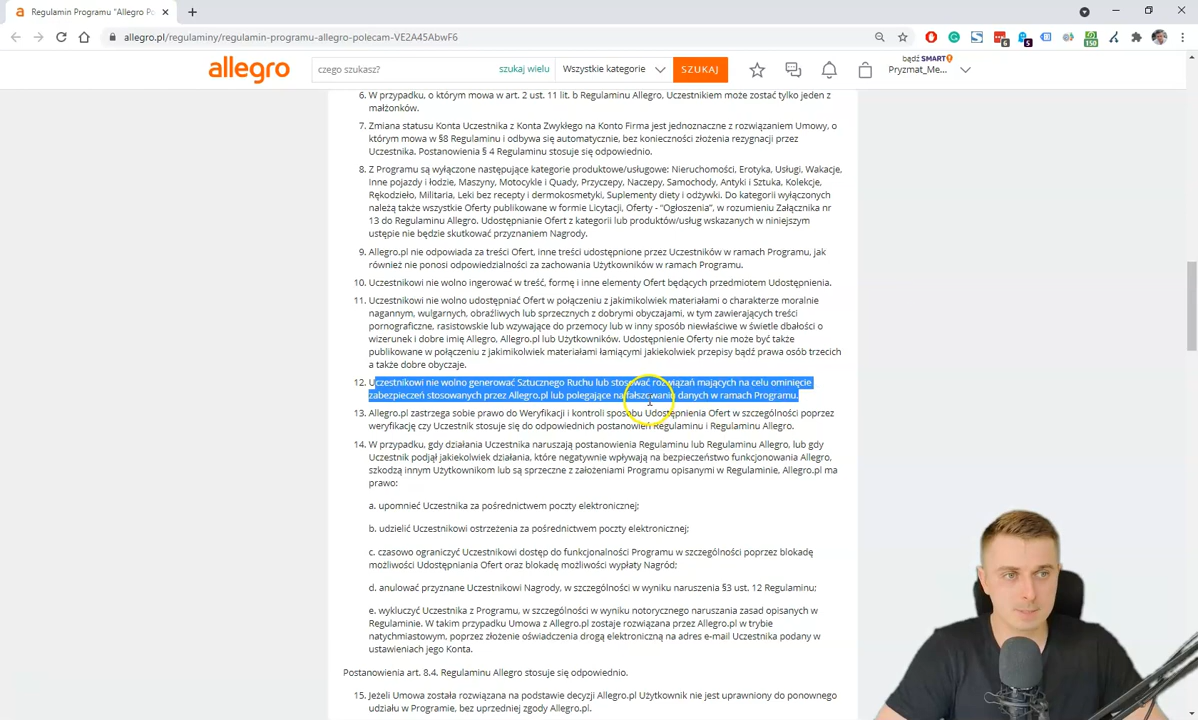 Regulamin Programu "Allegro Po
allegro.pl/regulaminy/regulamin-programu-allegro-polecam-VE2A45AbwF6
6
5
150
allegro
czego szukasz?
szukaj wielu
Wszystkie kategorie
SZUKAJ
bądź SMART!
Pryzmat_Me...
6. W przypadku, o którym mowa w art. 2 ust. 11 lit. b Regulaminu Allegro, Uczestnikiem może zostać tylko jeden z
małżonków.
7. Zmiana statusu Konta Uczestnika z Konto Zwykłego na Konto Firma jest jednoznaczne z rozwiązaniem Umowy, o
którym mowa w §8 Regulaminu i odbywa się automatycznie, bez konieczności złożenia rezygnacji przez
Uczestnika. Postanowienia § 4 Regulaminu stosuje się odpowiednio.
8. Z Programu są wyłączone następujące kategorie produktowe/usługowe: Nieruchomości, Erotyka, Usługi, Wakacje,
Inne pojazdy i łodzie, Maszyny, Motocykle i Quady, Przyczepy, Naczepy, Samochody, Antyki i Sztuka, Kolekcje,
Rękodzieło, Militaria, Leki bez recepty i dermokosmetyki, Suplementy diety i odżywki. Do kategorii wyłączonych
należą także wszystkie Oferty publikowane w formie Licytacji, Oferty - "Ogłoszenia", w rozumieniu Załącznika nr
13 do Regulaminu Allegro. Udostępnianie Ofert z kategorii lub produktów/usług wskazanych w niniejszym
ustępie nie będzie skutkować przyznaniem Nagrody.
9. Allegro.pl nie odpowiada za treści Ofert, inne treści udostępnione przez Uczestników w ramach Programu, jak
również nie ponosi odpowiedzialności za zachowania Użytkowników w ramach Programu.
10. Uczestnikowi nie wolno ingerować w treść, formę i inne elementy Ofert będących przedmiotem Udostępnienia.
11. Uczestnikowi nie wolno udostępniać Ofert w połączeniu z jakimikolwiek materiałami o charakterze moralnie
nagannym, wulgarnych, obraźliwych lub sprzecznych z dobrymi obyczajami, w tym zawierających treści
pornograficzne, rasistowskie lub wzywające do przemocy lub w inny sposób niewłaściwe w świetle dbałości o
wizerunek i dobre imię Allegro, Allegro.pl lub Użytkowników. Udostępnienie Oferty nie może być także
publikowane w połączeniu z jakimikolwiek materiałami łamiącymi jakiekolwiek przepisy bądź prawa osób trzecich
a także dobre obyczaje.
12. Uczestnikowi nie wolno generować Sztucznego Ruchu lub stosować rozwiązań mających na celu ominięcie
zabezpieczeń stosowanych przez Allegro.pl lub polegające na fałszowaniu danych w ramach Programu.
13. Allegro.pl zastrzega sobie prawo do Weryfikacji i kontroli sposobu Udostępnienia Ofert w szczególności poprzez
weryfikację czy Uczestnik stosuje się do odpowiednich postanowień Regulaminu i Regulaminu Allegro.
14. W przypadku, gdy działania Uczestnika naruszają postanowienia Regulaminu lub Regulaminu Allegro, lub gdy
Uczestnik podjął jakiekolwiek działania, które negatywnie wpływają na bezpieczeństwo funkcjonowania Allegro,
szkodzą innym Użytkownikom lub są sprzeczne z założeniami Programu opisanymi w Regulaminie, Allegro.pl ma
prawo:
a. upomnieć Uczestnika za pośrednictwem poczty elektronicznej;
b. udzielić Uczestnikowi ostrzeżenia za pośrednictwem poczty elektronicznej;
c. czasowo ograniczyć Uczestnikowi dostęp do funkcjonalności Programu w szczególności poprzez blokadę
możliwości Udostępniania Ofert oraz blokadę możliwości wypłaty Nagród;
d. anulować przyznane Uczestnikowi Nagrody, w szczególności w wyniku naruszenia §3 ust. 12 Regulaminu;
e. wykluczyć Uczestnika z Programu, w szczególności w wyniku notorycznego naruszania zasad opisanych w
Regulaminie. W takim przypadku Umowa z Allegro.pl zostaje rozwiązana przez Allegro.pl w trybie
natychmiastowym, poprzez złożenie oświadczenia drogą elektroniczną na adres e-mail Uczestnika podany w
ustawieniach jego Konta.
Postanowienia art. 8.4. Regulaminu Allegro stosuje się odpowiednio.
15. Jeżeli Umowa została rozwiązana na podstawie decyzji Allegro.pl Użytkownik nie jest uprawniony do ponownego
udziału w Programie, bez uprzedniej zgody Allegro.pl.